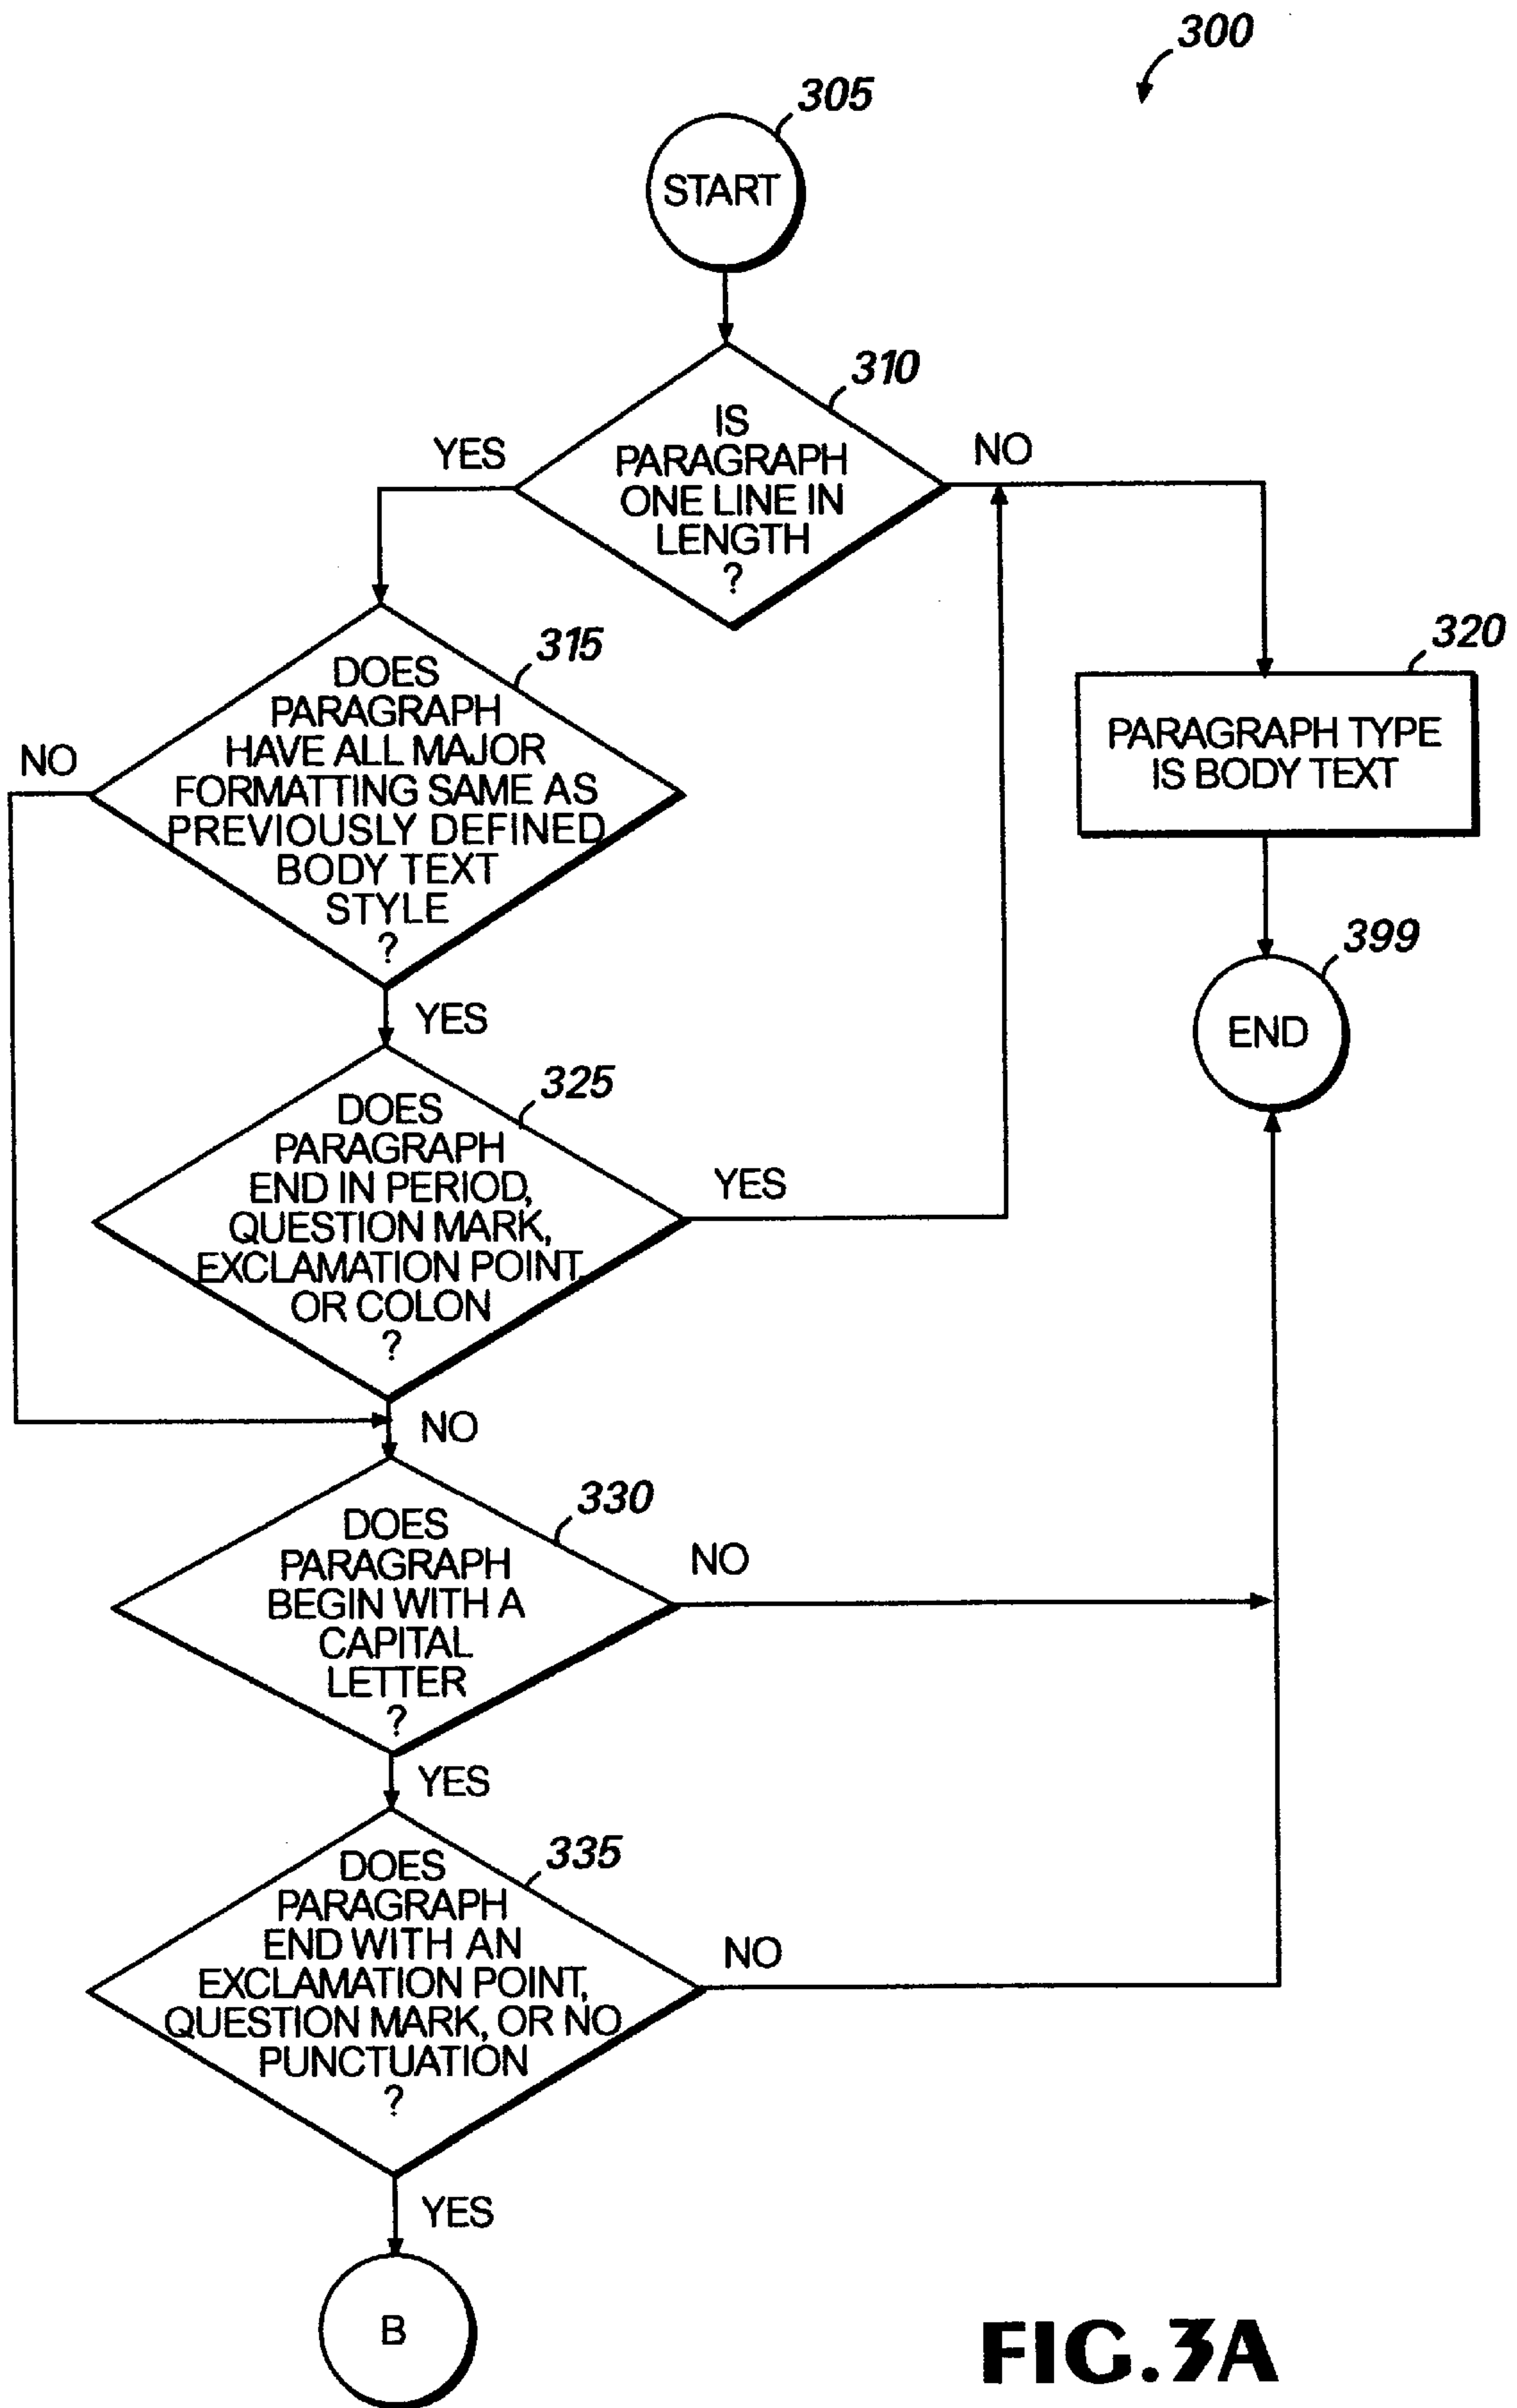 300
305
START
310
IS
PARAGRAPH
ONE LINE IN
LENGTH
?
YES
NO
315
DOES
PARAGRAPH
HAVE ALL MAJOR
FORMATTING SAME AS
PREVIOUSLY DEFINED
BODY TEXT
STYLE
?
NO
YES
320
PARAGRAPH TYPE
IS BODY TEXT
399
END
325
DOES
PARAGRAPH
END IN PERIOD,
QUESTION MARK,
EXCLAMATION POINT
OR COLON
?
YES
NO
330
DOES
PARAGRAPH
BEGIN WITH A
CAPITAL
LETTER
?
NO
YES
335
DOES
PARAGRAPH
END WITH AN
EXCLAMATION POINT,
QUESTION MARK, OR NO
PUNCTUATION
?
NO
YES
B
FIG.3A